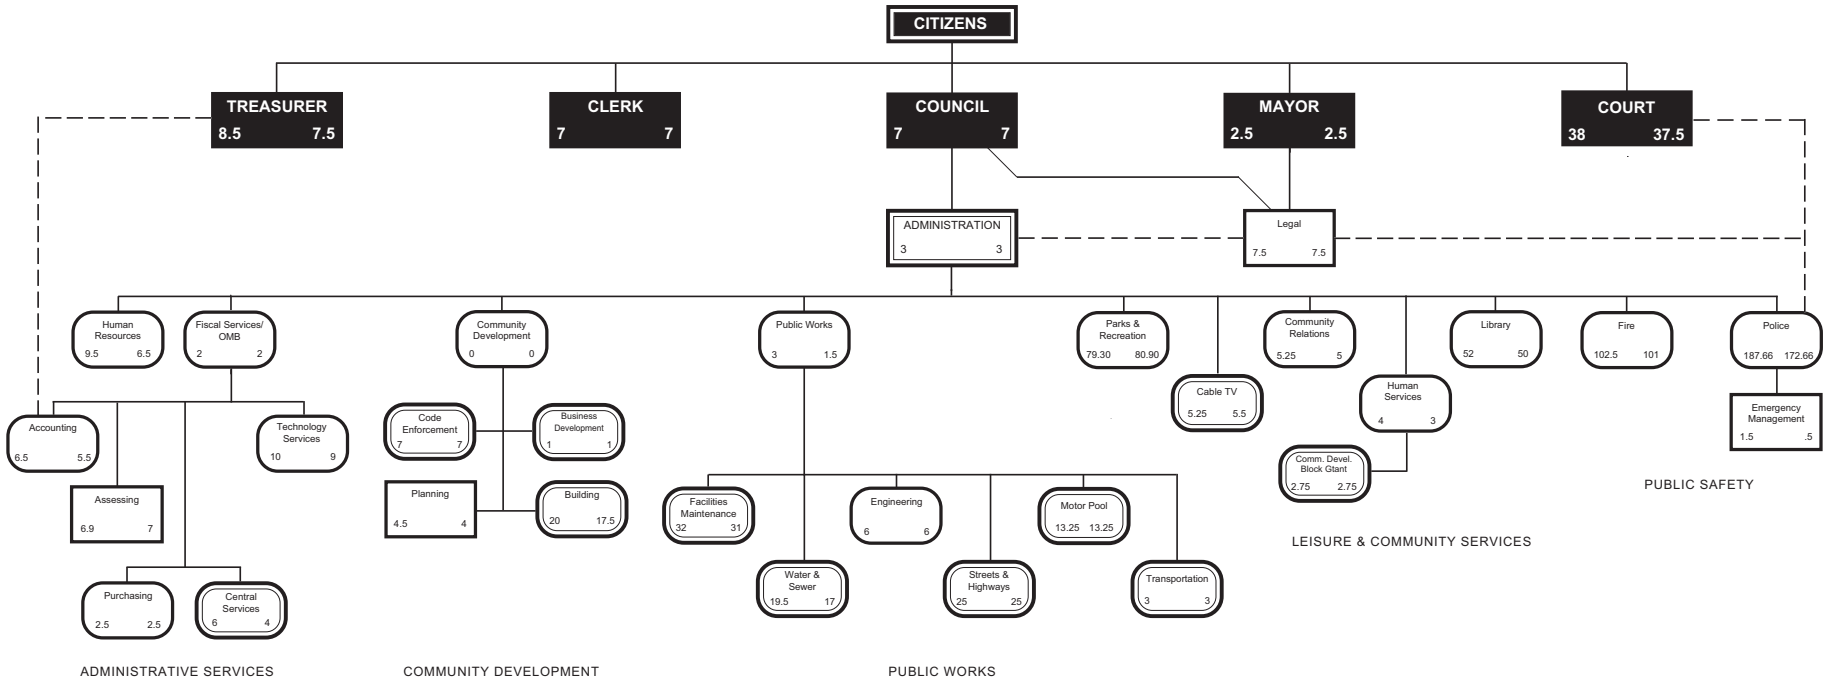 CITIZENS
TREASURER
8.5 7.5
CLERK
7 7
COUNCIL
7 7
MAYOR
2.5 2.5
COURT
38 37.5
ADMINISTRATION
3 3
Legal
7.5 7.5
Human
Resources
9.5 6.5
Fiscal Services/
OMB
2 2
Community
Development
0 0
Public Works
3 1.5
Parks &
Recreation
79.30 80.90
Community
Relations
5.25 5
Library
52 50
Fire
102.5 101
Police
187.66 172.66
Cable TV
5.25 5.5
Human
Services
4 3
Emergency
Management
1.5 .5
Accounting
6.5 5.5
Technology
Services
10 9
Code
Enforcement
7 7
Business
Development
1 1
Comm. Devel.
Block Gtant
2.75 2.75
Assessing
6.9 7
Planning
4.5 4
Building
20 17.5
Facilities
Maintenance
32 31
Engineering
6 6
Motor Pool
13.25 13.25
PUBLIC SAFETY
LEISURE & COMMUNITY SERVICES
Purchasing
2.5 2.5
Central
Services
6 4
Water &
Sewer
19.5 17
Streets &
Highways
25 25
Transportation
3 3
ADMINISTRATIVE SERVICES
COMMUNITY DEVELOPMENT
PUBLIC WORKS